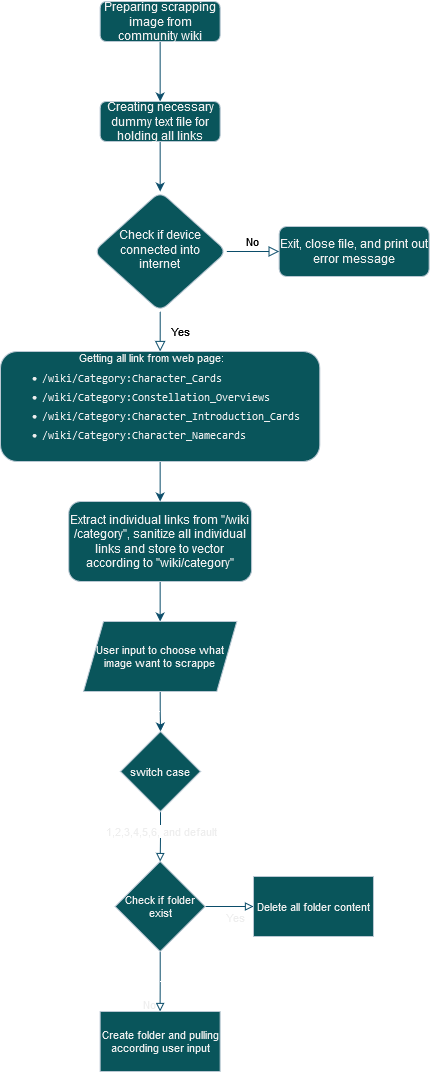 Preparing scrapping
image from
community wiki
Creating necessary
dummy text file for
holding all links
Check if device
connected into
internet
No
Exit, close file, and print out
error message
Yes
Getting all link from web page:
• /wiki/Category:Character_Cards
• /wiki/Category:Constellation_Overviews
• /wiki/Category:Character_Introduction_Cards
• /wiki/Category:Character_Namecards
Extract individual links from "/wiki
/category", sanitize all individual
links and store to vector
according to "wiki/category"
User input to choose what
image want to scrappe
switch case
1,2,3,4,5,6, and default
Check if folder
exist
Yes
Delete all folder content
No
Create folder and pulling
according user input